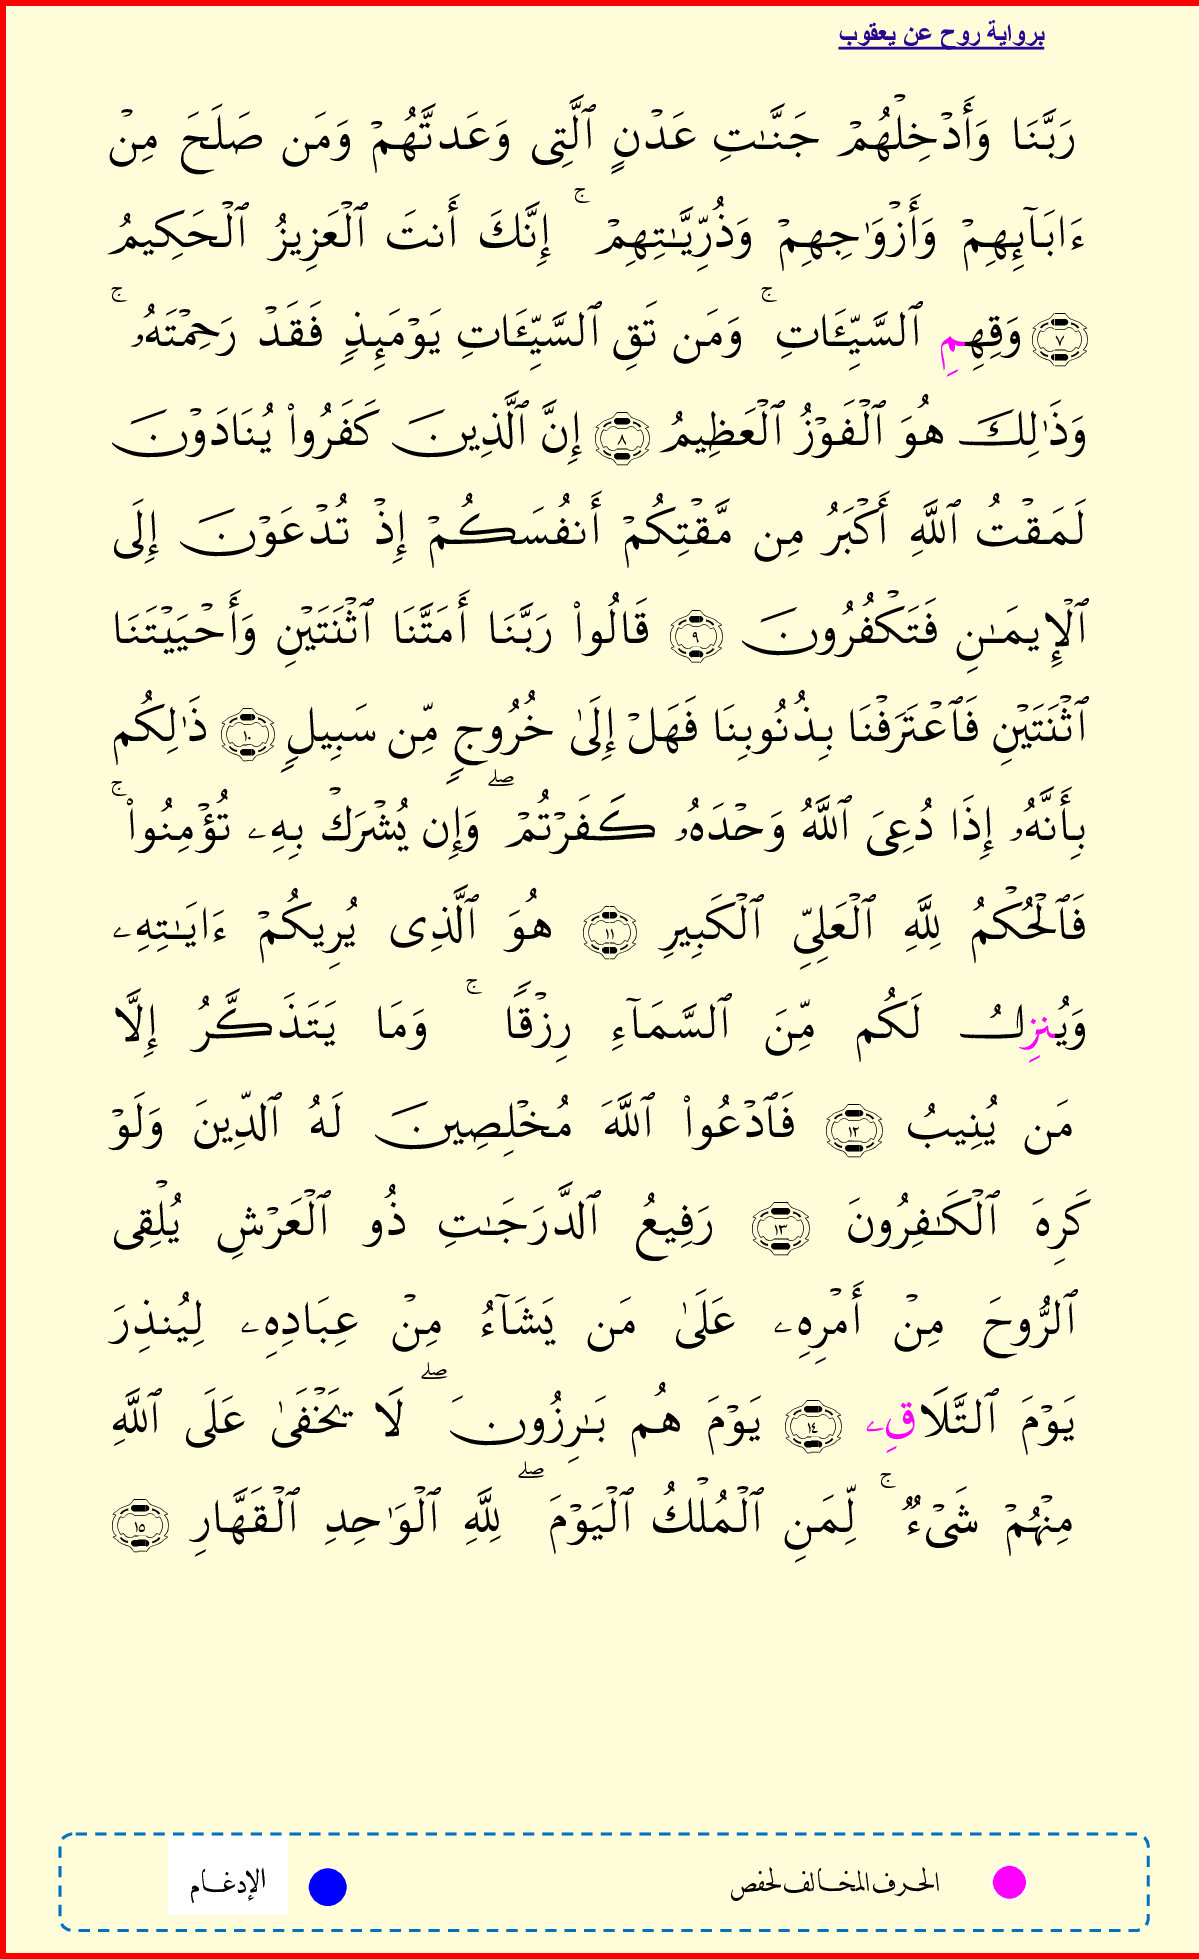 برواية روح عن يعقوب
رَبَّنَا وَأَدۡخِلۡهُمۡ جَنَّٰتِ عَدۡنٍ ٱلَّتِى وَعَدتَّهُمۡ وَمَن صَلَحَ مِنۡ
ءَابَآئِهِمۡ وَأَزۡوَٰجِهِمۡ وَذُرِّيَّٰتِهِمۡۚ إِنَّكَ أَنتَ ٱلۡعَزِيزُ ٱلۡحَكِيمُ
٧ وَقِهِمِ ٱلسَّيِّـَٔاتِۚ وَمَن تَقِ ٱلسَّيِّـَٔاتِ يَوۡمَئِذٍ فَقَدۡ رَحِمۡتَهُۥۚ
وَذَٰلِكَ هُوَ ٱلۡفَوۡزُ ٱلۡعَظِيمُ ٨ إِنَّ ٱلَّذِينَ كَفَرُواْ يُنَادَوۡنَ
لَمَقۡتُ ٱللَّهِ أَكۡبَرُ مِن مَّقۡتِكُمۡ أَنفُسَكُمۡ إِذۡ تُدۡعَوۡنَ إِلَى
ٱلۡإِيمَٰنِ فَتَكۡفُرُونَ ٩ قَالُواْ رَبَّنَا أَمَتَّنَا ٱثۡنَتَيۡنِ وَأَحۡيَيۡتَنَا
ٱثۡنَتَيۡنِ فَٱعۡتَرَفۡنَا بِذُنُوبِنَا فَهَلۡ إِلَىٰ خُرُوجٍ مِّن سَبِيلٍ ١٠ ذَٰلِكُم
بِأَنَّهُۥ إِذَا دُعِىَ ٱللَّهُ وَحۡدَهُۥ كَفَرۡتُمۡۖ وَإِن يُشۡرَكۡ بِهِۦ تُؤۡمِنُواْۚ
فَٱلۡحُكۡمُ لِلَّهِ ٱلۡعَلِىِّ ٱلۡكَبِيرِ ١١ هُوَ ٱلَّذِى يُرِيكُمۡ ءَايَٰتِهِۦ
وَيُنزِلُ لَكُم مِّنَ ٱلسَّمَآءِ رِزۡقًاۚ وَمَا يَتَذَكَّرُ إِلَّا
مَن يُنِيبُ ١٢ فَٱدۡعُواْ ٱللَّهَ مُخۡلِصِينَ لَهُ ٱلدِّينَ وَلَوۡ
كَرِهَ ٱلۡكَٰفِرُونَ ١٣ رَفِيعُ ٱلدَّرَجَٰتِ ذُو ٱلۡعَرۡشِ يُلۡقِى
ٱلرُّوحَ مِنۡ أَمۡرِهِۦ عَلَىٰ مَن يَشَآءُ مِنۡ عِبَادِهِۦ لِيُنذِرَ
يَوۡمَ ٱلتَّلَاقِۦ ١٤ يَوۡمَ هُم بَٰرِزُونَۖ لَا يَخۡفَىٰ عَلَى ٱللَّهِ
مِنۡهُمۡ شَىۡءٌۚ لِّمَنِ ٱلۡمُلۡكُ ٱلۡيَوۡمَۖ لِلَّهِ ٱلۡوَٰحِدِ ٱلۡقَهَّارِ ١٥
الحرف المخالف لحفص
الإدغام